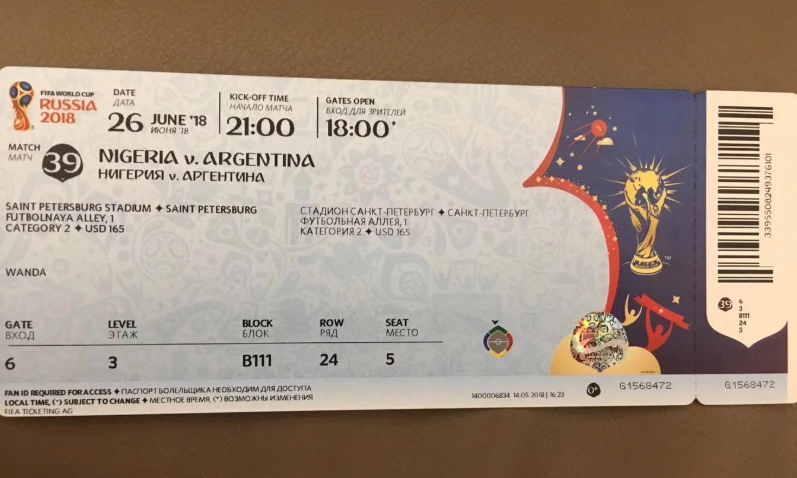 FIFA WORLD CUP
RUSSIA
2018
DATE
ДАТА
26 JUNE '18
ИЮНЯ '18
KICK-OFF TIME
НАЧАЛО МАТЧА
21:00
GATES OPEN
ВХОД ДЛЯ ЗРИТЕЛЕЙ
18:00*
MATCH
МАТЧ
39
NIGERIA v. ARGENTINA
НИГЕРИЯ v. АРГЕНТИНА
SAINT PETERSBURG STADIUM ✦ SAINT PETERSBURG
FUTBOLNAYA ALLEY, 1
CATEGORY 2 ✦ USD 165
СТАДИОН САНКТ-ПЕТЕРБУРГ ✦ САНКТ-ПЕТЕРБУРГ
ФУТБОЛЬНАЯ АЛЛЕЯ, 1
КАТЕГОРИЯ 2 ✦ USD 165
WANDA
GATE
ВХОД
6
LEVEL
ЭТАЖ
3
BLOCK
БЛОК
B111
ROW
РЯД
24
SEAT
МЕСТО
5
FAN ID REQUIRED FOR ACCESS ✦ ПАСПОРТ БОЛЕЛЬЩИКА НЕОБХОДИМ ДЛЯ ДОСТУПА
LOCAL TIME, (*) SUBJECT TO CHANGE ✦ МЕСТНОЕ ВРЕМЯ, (*) ВОЗМОЖНЫ ИЗМЕНЕНИЯ
FIFA TICKETING AG
1400006834 14.05.2018 | 16:23
0+
G1568472
39
6
3
B111
24
5
G1568472